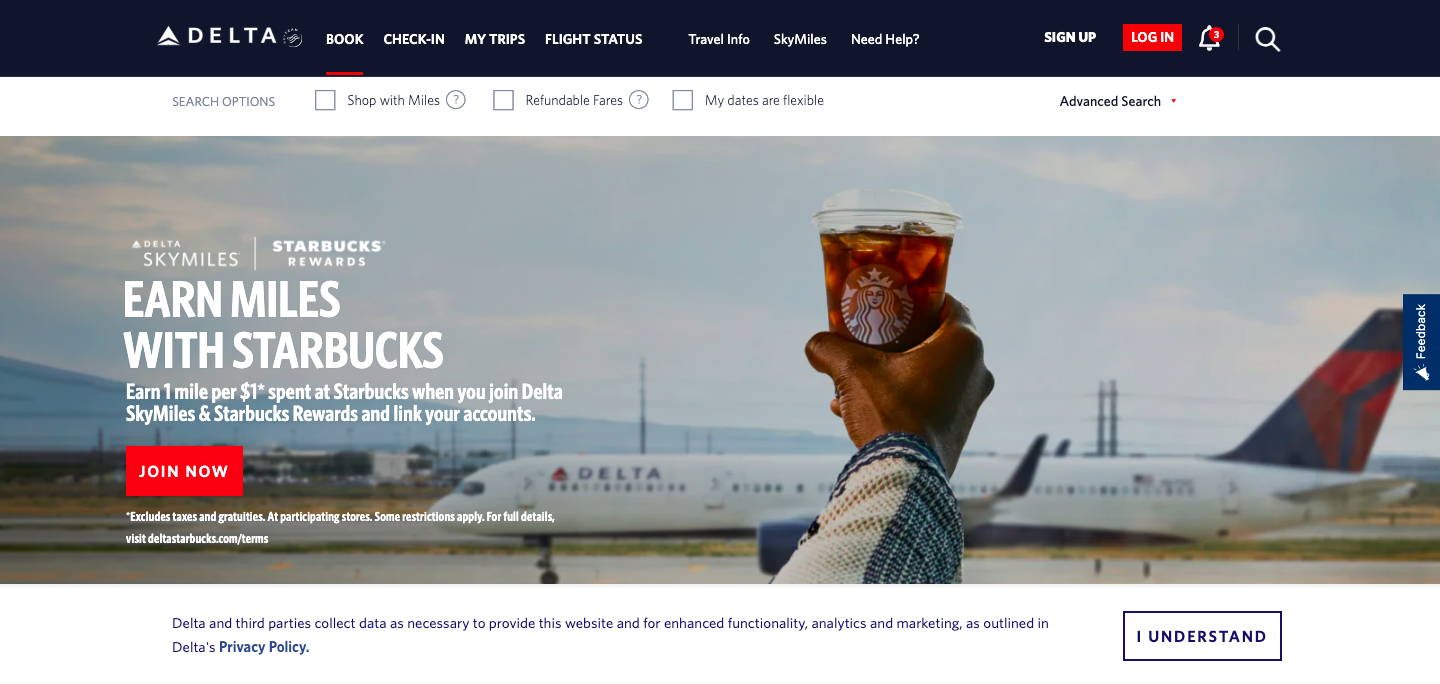 DELTA
BOOK CHECK-IN MY TRIPS FLIGHT STATUS Travel Info SkyMiles Need Help? SIGN UP LOG IN 3
SEARCH OPTIONS Shop with Miles ? Refundable Fares ? My dates are flexible Advanced Search
DELTA
SKYMILES
STARBUCKS
REWARDS
EARN MILES
WITH STARBUCKS
Earn 1 mile per $1* spent at Starbucks when you join Delta
SkyMiles & Starbucks Rewards and link your accounts.
JOIN NOW
*Excludes taxes and gratuities. At participating stores. Some restrictions apply. For full details,
visit deltastarbucks.com/terms
DELTA
Feedback
Delta and third parties collect data as necessary to provide this website and for enhanced functionality, analytics and marketing, as outlined in
Delta's Privacy Policy.
I UNDERSTAND